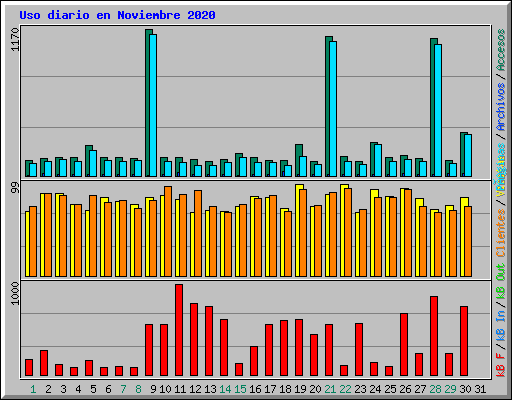 Uso diario en Noviembre 2020
1170
99
1000
Accesos
/ Archivos /
Clientes /
kB F / kB In / kB Out
1 2 3 4 5 6 7 8 9 10 11 12 13 14 15 16 17 18 19 20 21 22 23 24 25 26 27 28 29 30 31